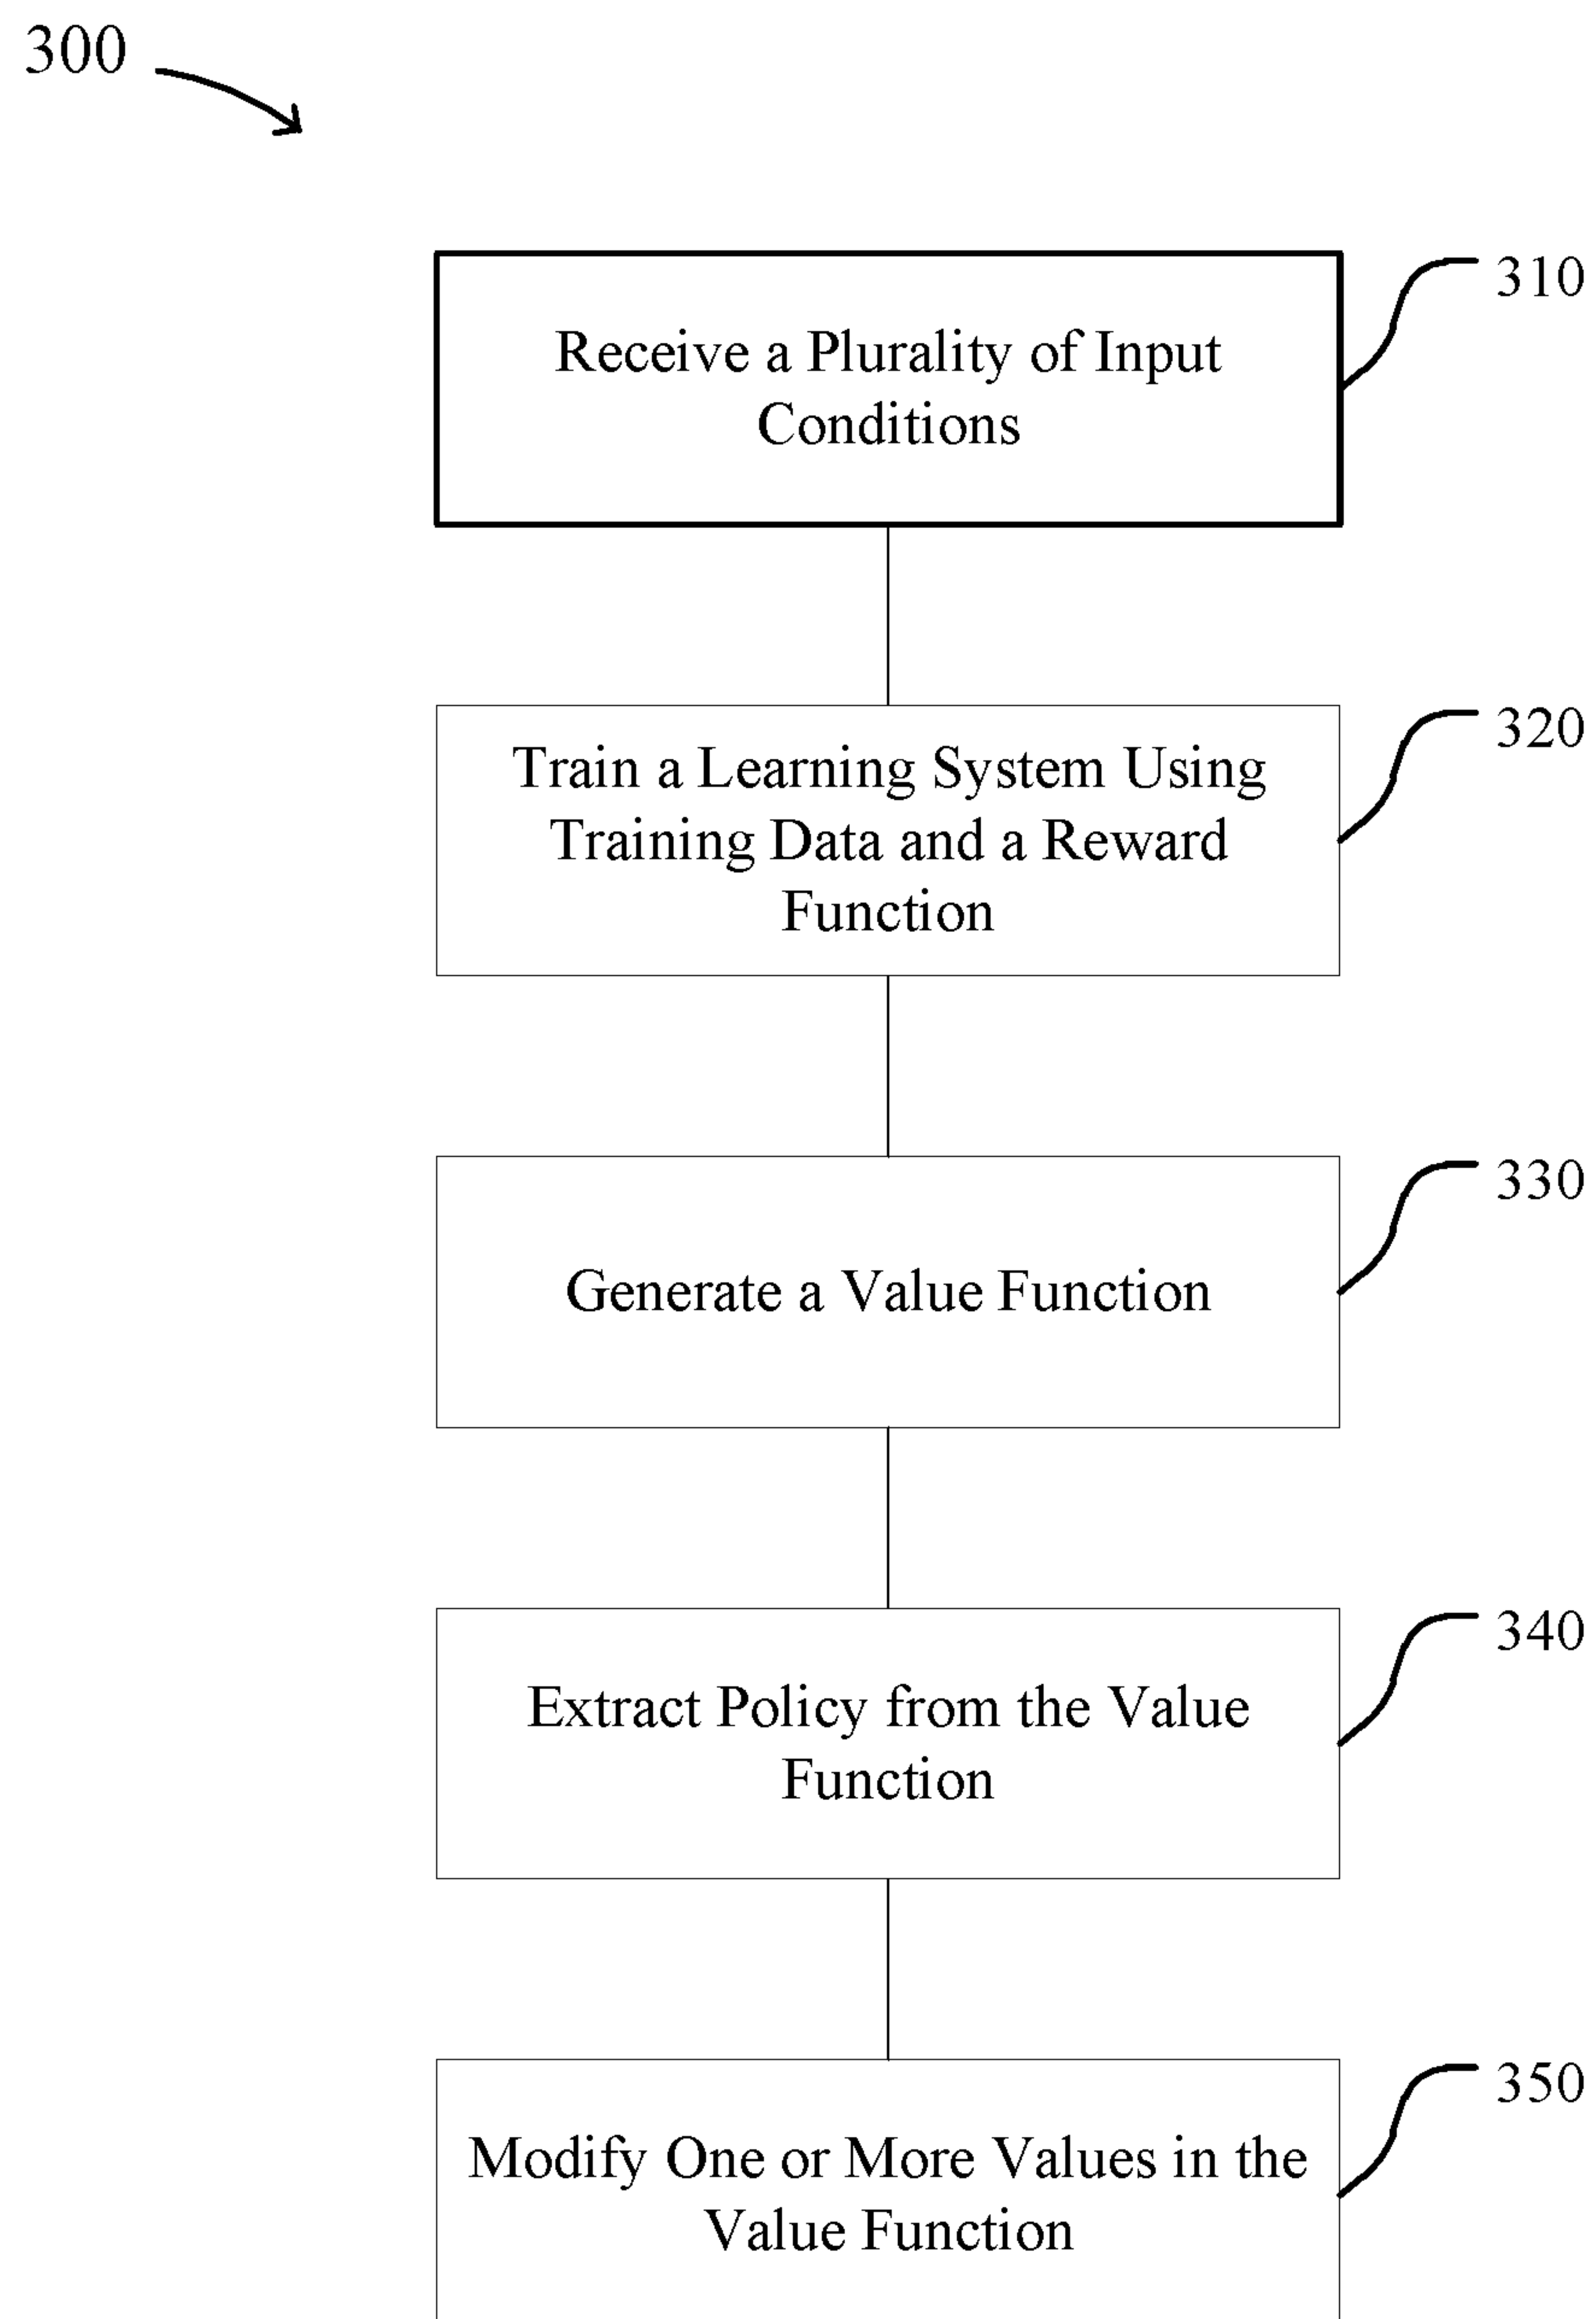 300
310
Receive a Plurality of Input
Conditions
320
Train a Learning System Using
Training Data and a Reward
Function
330
Generate a Value Function
340
Extract Policy from the Value
Function
350
Modify One or More Values in the
Value Function